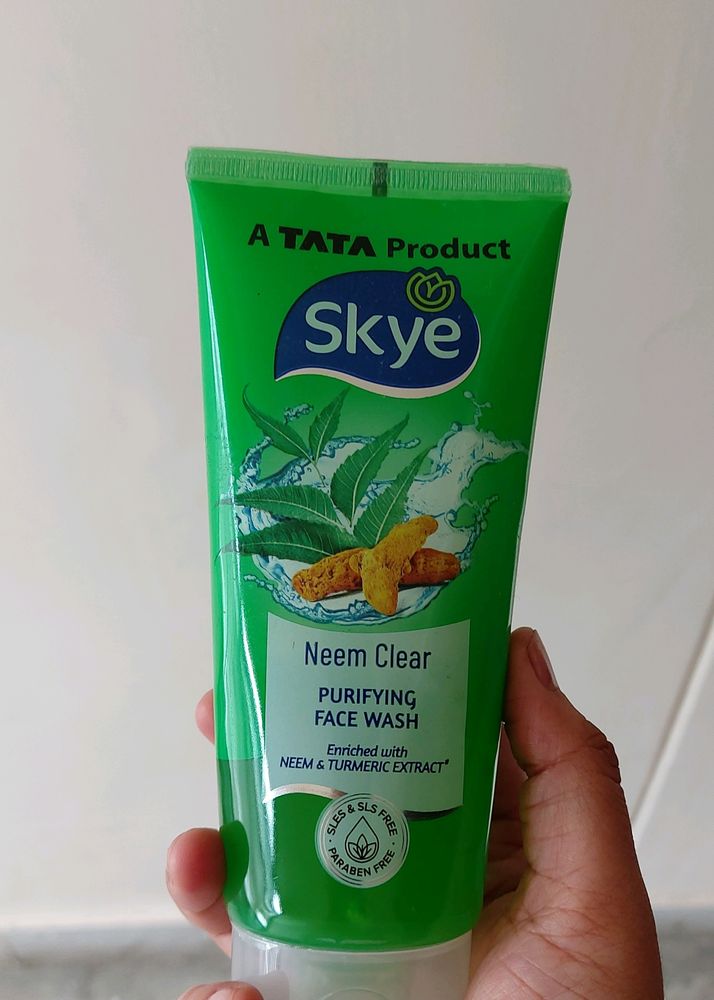 A TATA Product
Skye
Neem Clear
PURIFYING
FACE WASH
Enriched with
NEEM & TURMERIC EXTRACT#
SLES & SLS FREE
PARABEN FREE